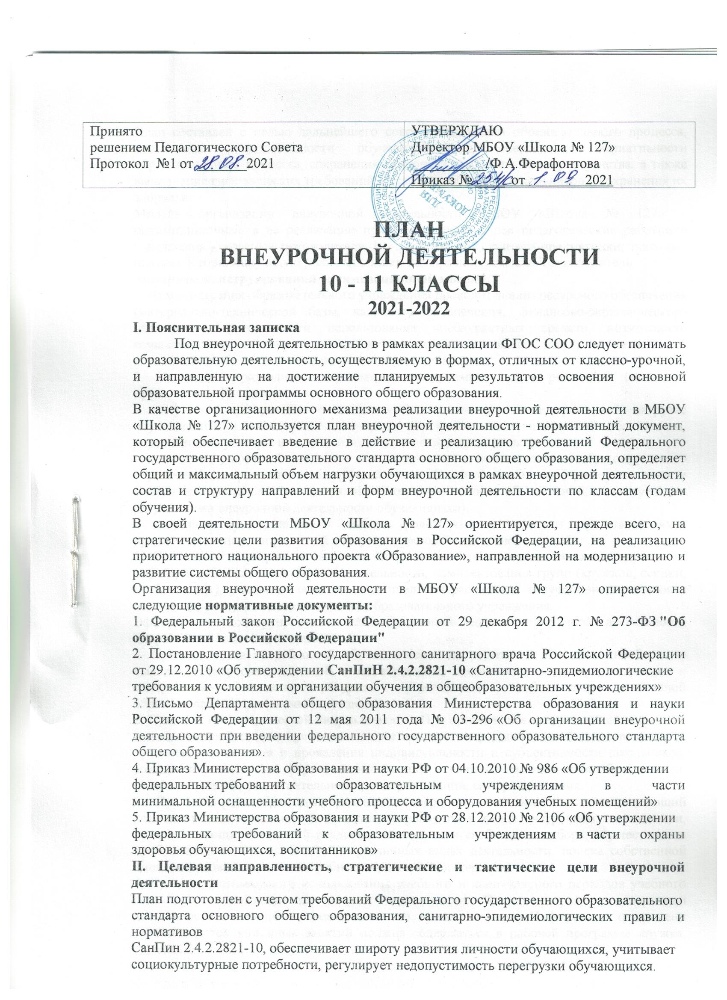 Принято
решением Педагогического Совета
Протокол №1 от 28.08. 2021
УТВЕРЖДАЮ
Директор МБОУ «Школа № 127»
/Ф.А.Ферафонтова
Приказ № от 1 09 2021
ДЛЯ
ПЛАН
ВНЕУРОЧНОЙ ДЕЯТЕЛЬНОСТИ
10 - 11 КЛАССЫ
2021-2022
I. Пояснительная записка
Под внеурочной деятельностью в рамках реализации ФГОС СОО следует понимать
образовательную деятельность, осуществляемую в формах, отличных от классно-урочной,
и направленную на достижение планируемых результатов освоения основной
образовательной программы основного общего образования.
В качестве организационного механизма реализации внеурочной деятельности в МБОУ
«Школа № 127» используется план внеурочной деятельности - нормативный документ,
который обеспечивает введение в действие и реализацию требований Федерального
государственного образовательного стандарта основного общего образования, определяет
общий и максимальный объем нагрузки обучающихся в рамках внеурочной деятельности,
состав и структуру направлений и форм внеурочной деятельности по классам (годам
обучения).
В своей деятельности МБОУ «Школа № 127» ориентируется, прежде всего, на
стратегические цели развития образования в Российской Федерации, на реализацию
приоритетного национального проекта «Образование», направленной на модернизацию и
развитие системы общего образования.
Организация внеурочной деятельности в МБОУ «Школа № 127» опирается на
следующие нормативные документы:
1. Федеральный закон Российской Федерации от 29 декабря 2012 г. № 273-ФЗ "Об
образовании в Российской Федерации"
2. Постановление Главного государственного санитарного врача Российской Федерации
от 29.12.2010 «Об утверждении СанПиН 2.4.2.2821-10 «Санитарно-эпидемиологические
требования к условиям и организации обучения в общеобразовательных учреждениях»
3. Письмо Департамента общего образования Министерства образования и науки
Российской Федерации от 12 мая 2011 года № 03-296 «Об организации внеурочной
деятельности при введении федерального государственного образовательного стандарта
общего образования».
4. Приказ Министерства образования и науки РФ от 04.10.2010 № 986 «Об утверждении
федеральных требований к образовательным учреждениям в части
минимальной оснащенности учебного процесса и оборудования учебных помещений»
5. Приказ Министерства образования и науки РФ от 28.12.2010 № 2106 «Об утверждении
федеральных требований к образовательным учреждениям в части охраны
здоровья обучающихся, воспитанников»
II. Целевая направленность, стратегические и тактические цели внеурочной
деятельности
План подготовлен с учетом требований Федерального государственного образовательного
стандарта основного общего образования, санитарно-эпидемиологических правил и
нормативов
СанПин 2.4.2.2821-10, обеспечивает широту развития личности обучающихся, учитывает
социокультурные потребности, регулирует недопустимость перегрузки обучающихся.